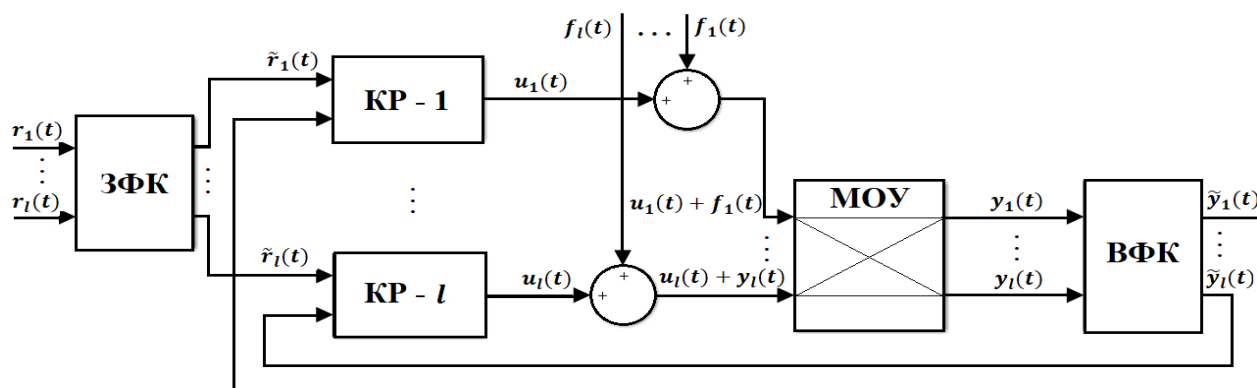 f_l(t) . . . f_1(t)
r̃_1(t)
КР - 1
u_1(t)
+
+
r_1(t)
⋮
r_l(t)
ЗФК
⋮
⋮
r̃_l(t)
КР - l
u_l(t)
+
+
u_1(t) + f_1(t)
⋮
u_l(t) + y_l(t)
МОУ
y_1(t)
⋮
y_l(t)
ВФК
ỹ_1(t)
⋮
ỹ_l(t)